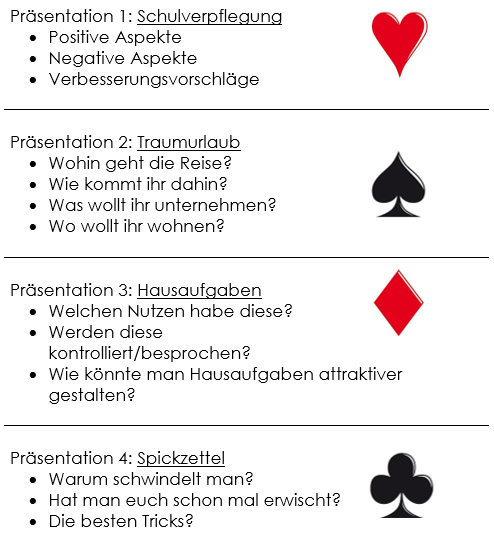 Präsentation 1: Schulverpflegung
• Positive Aspekte
• Negative Aspekte
• Verbesserungsvorschläge
Präsentation 2: Traumurlaub
• Wohin geht die Reise?
• Wie kommt ihr dahin?
• Was wollt ihr unternehmen?
• Wo wollt ihr wohnen?
Präsentation 3: Hausaufgaben
• Welchen Nutzen habe diese?
• Werden diese
kontrolliert/besprochen?
• Wie könnte man Hausaufgaben attraktiver
gestalten?
Präsentation 4: Spickzettel
• Warum schwindelt man?
• Hat man euch schon mal erwischt?
• Die besten Tricks?